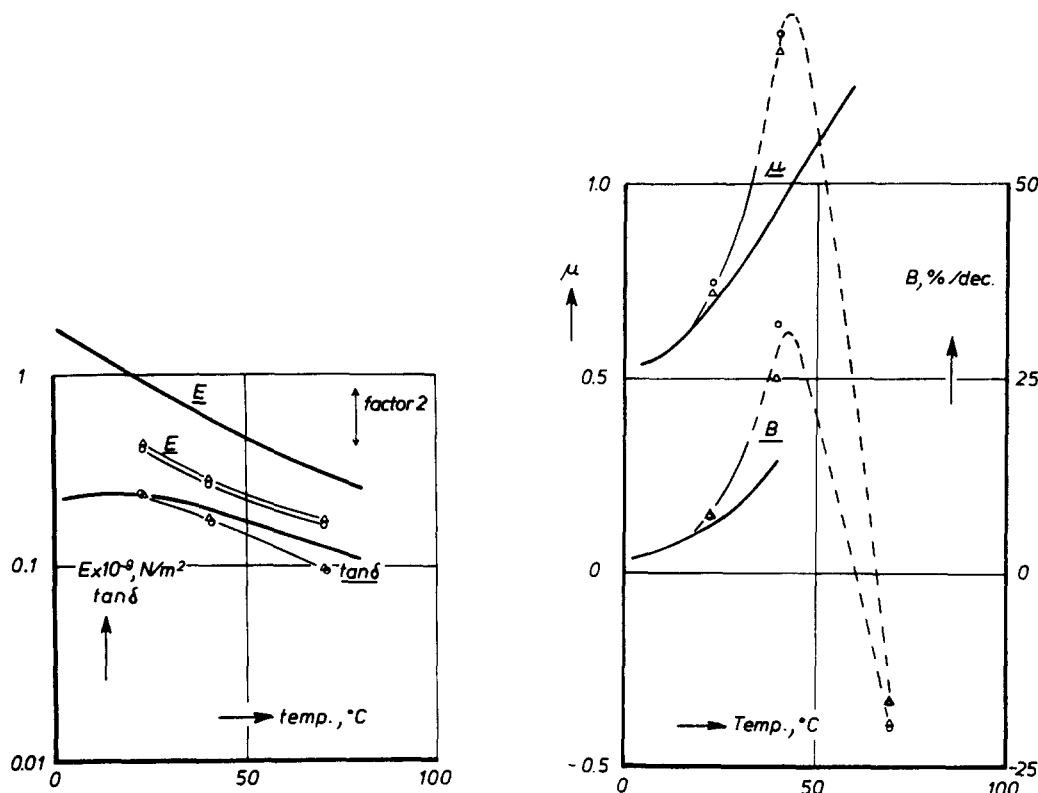 1
0.1
0.01
E
factor 2
E
Ex10⁻⁹, N/m²
tan δ
tan δ
temp., °C
0
50
100
1.0
0.5
0
-0.5
μ
μ
B, %/dec.
B
50
25
0
-25
Temp., °C
0
50
100